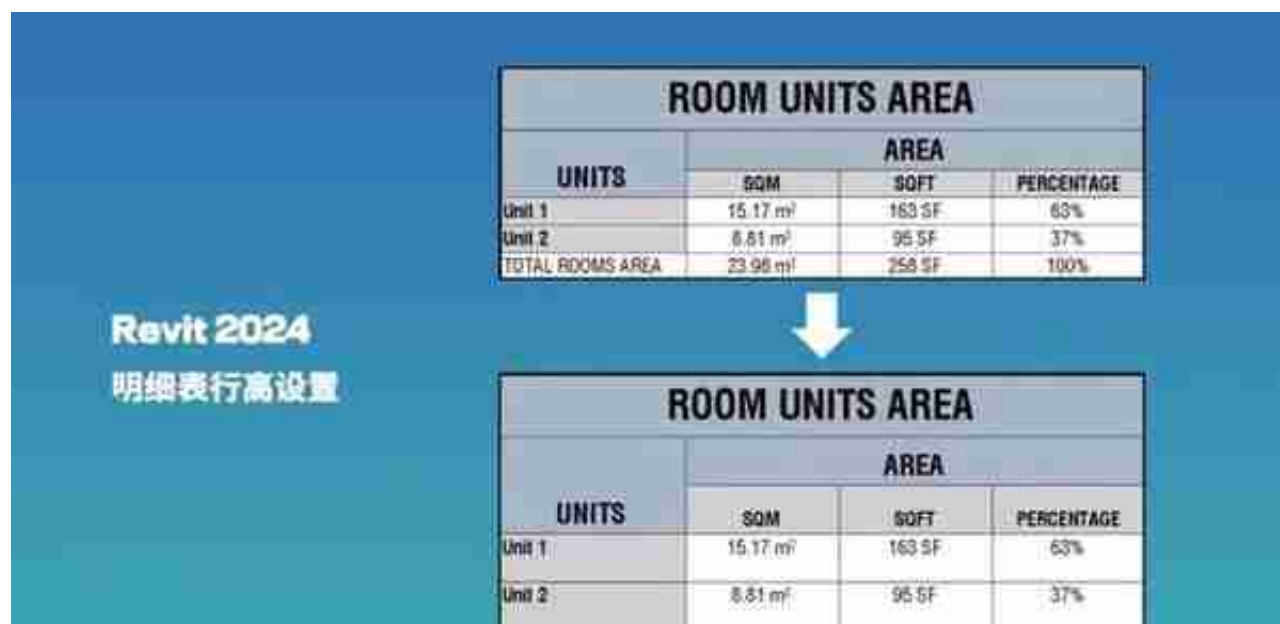 Revit 2024
明细表行高设置
ROOM UNITS AREA
UNITS
AREA
SQM SQFT PERCENTAGE
Unit 1 15.17 m² 163 SF 63%
Unit 2 8.81 m² 95 SF 37%
TOTAL ROOMS AREA 23.98 m² 258 SF 100%
ROOM UNITS AREA
UNITS
AREA
SQM SQFT PERCENTAGE
Unit 1 15.17 m² 163 SF 63%
Unit 2 8.81 m² 95 SF 37%